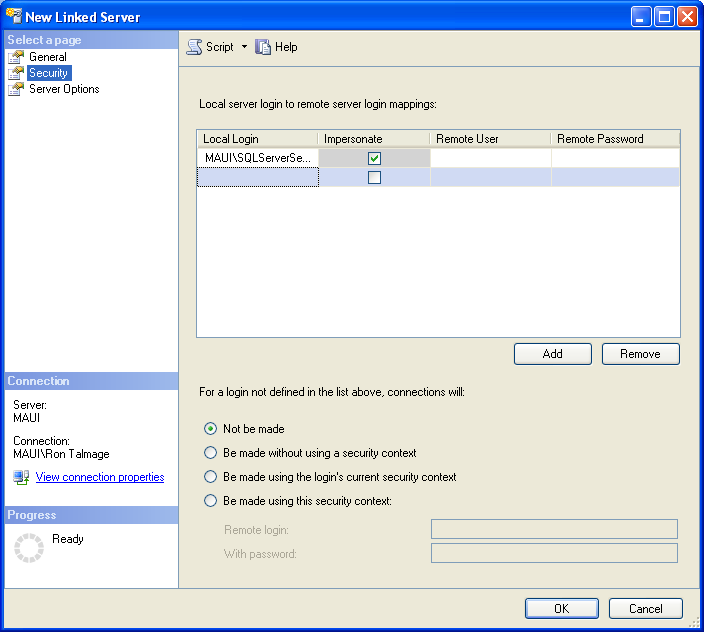 New Linked Server
Select a page
General
Security
Server Options
Script Help
Local server login to remote server login mappings:
Local Login Impersonate Remote User Remote Password
MAUI\SQLServerSe...
Add Remove
For a login not defined in the list above, connections will:
Not be made
Be made without using a security context
Be made using the login's current security context
Be made using this security context:
Remote login:
With password:
Connection
Server:
MAUI
Connection:
MAUI\Ron Talmage
View connection properties
Progress
Ready
OK Cancel